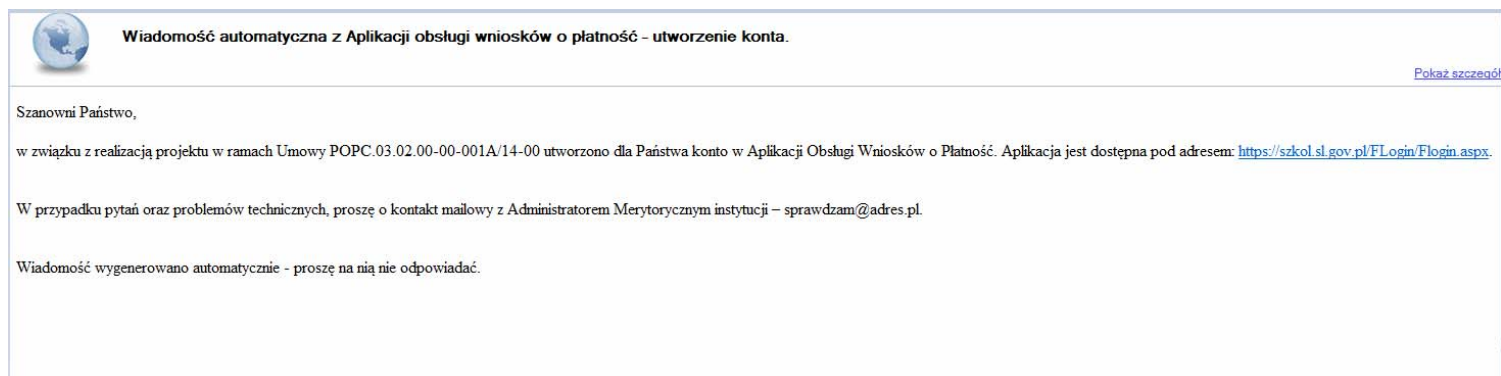 Wiadomość automatyczna z Aplikacji obsługi wniosków o płatność - utworzenie konta.
Pokaż szczegół
Szanowni Państwo,
w związku z realizacją projektu w ramach Umowy POPC.03.02.00-00-001A/14-00 utworzono dla Państwa konto w Aplikacji Obsługi Wniosków o Płatność. Aplikacja jest dostępna pod adresem: https://szkol.sl.gov.pl/FLogin/Flogin.aspx.
W przypadku pytań oraz problemów technicznych, proszę o kontakt mailowy z Administratorem Merytorycznym instytucji – sprawdzam@adres.pl.
Wiadomość wygenerowano automatycznie - proszę na nią nie odpowiadać.